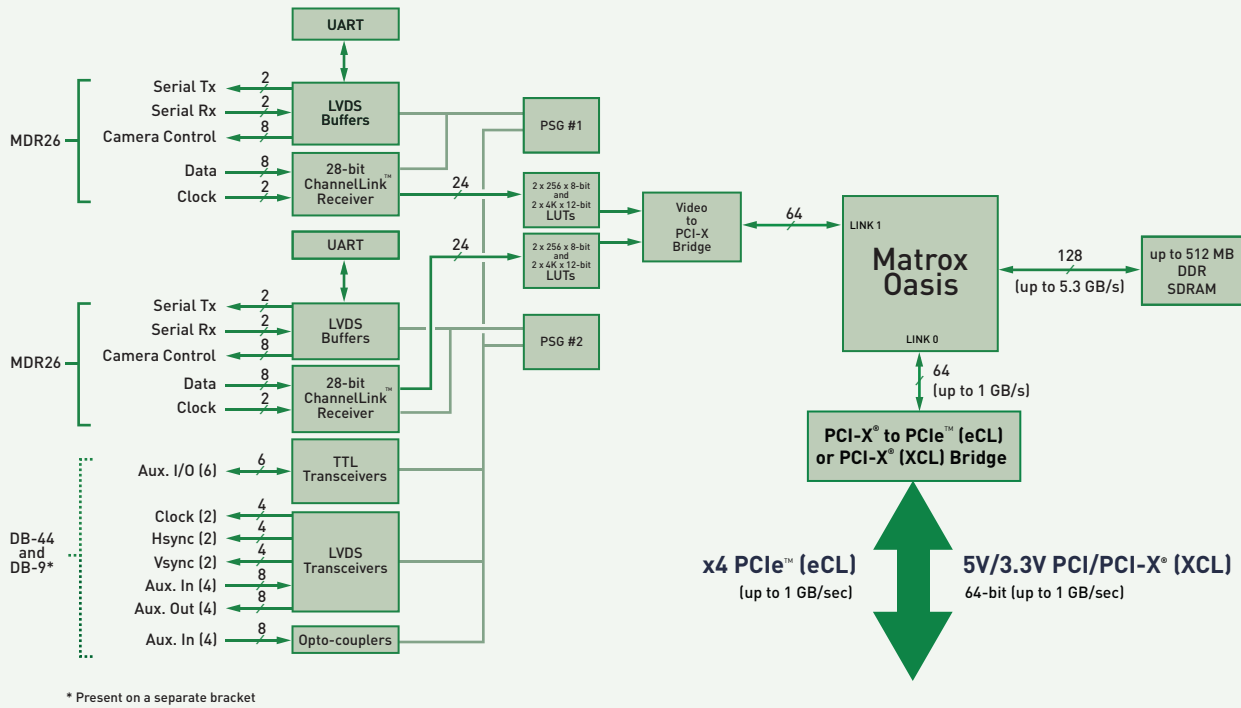 UART
MDR26
Serial Tx
2
Serial Rx
2
Camera Control
8
LVDS
Buffers
Data
8
Clock
2
28-bit
ChannelLink™
Receiver
PSG #1
24
2 x 256 x 8-bit
and
2 x 4K x 12-bit
LUTs
UART
24
2 x 256 x 8-bit
and
2 x 4K x 12-bit
LUTs
Video
to
PCI-X
Bridge
64
LINK 1
Matrox
Oasis
LINK 0
128
(up to 5.3 GB/s)
up to 512 MB
DDR
SDRAM
MDR26
Serial Tx
2
Serial Rx
2
Camera Control
8
LVDS
Buffers
Data
8
Clock
2
28-bit
ChannelLink™
Receiver
PSG #2
64
(up to 1 GB/s)
PCI-X® to PCIe™ (eCL)
or PCI-X® (XCL) Bridge
DB-44
and
DB-9*
Aux. I/O (6)
6
TTL
Transceivers
Clock (2)
4
Hsync (2)
4
Vsync (2)
4
Aux. In (4)
8
Aux. Out (4)
8
LVDS
Transceivers
Aux. In (4)
8
Opto-couplers
x4 PCIe™ (eCL)
(up to 1 GB/sec)
5V/3.3V PCI/PCI-X® (XCL)
64-bit (up to 1 GB/sec)
* Present on a separate bracket